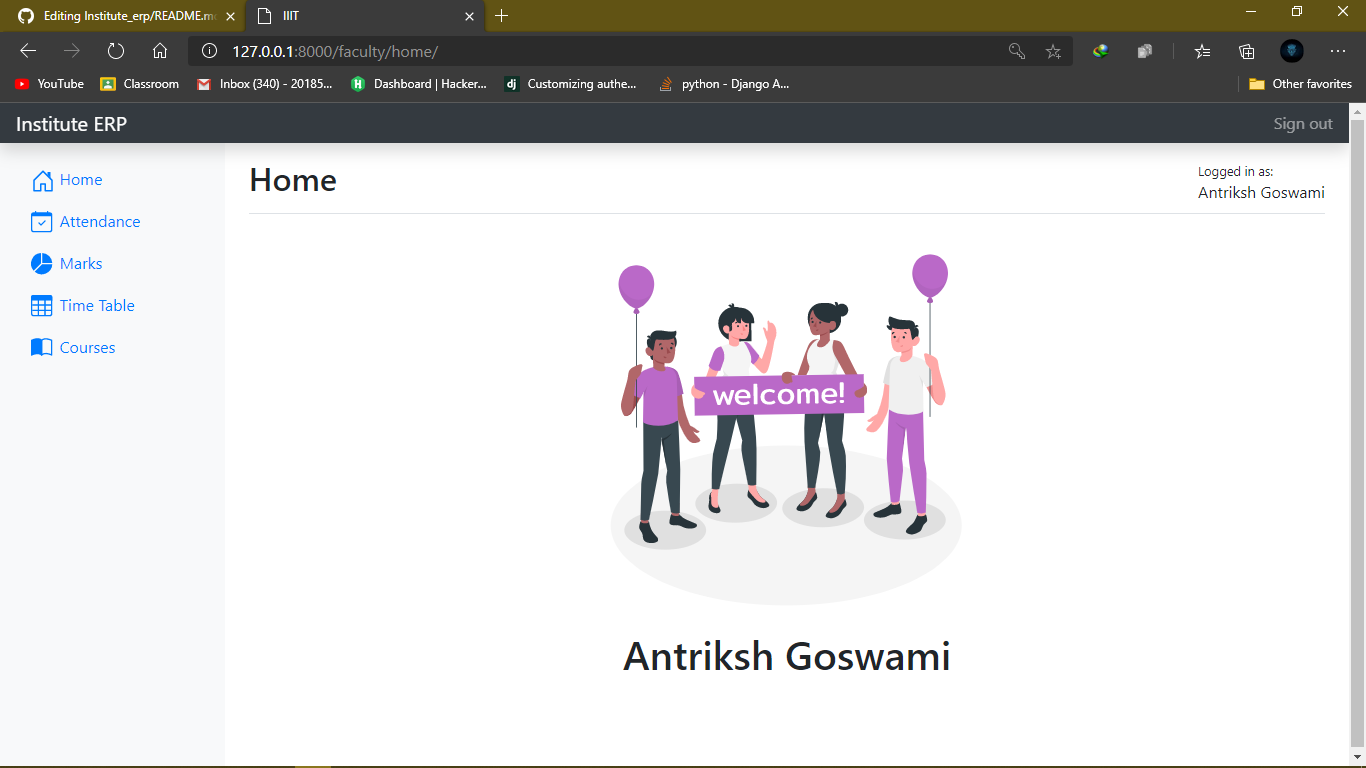 Editing Institute_erp/README.m
IIIT
127.0.0.1:8000/faculty/home/
YouTube
Classroom
Inbox (340) - 20185...
Dashboard | Hacker...
dj
Customizing authe...
python - Django A...
Other favorites
Institute ERP
Sign out
Home
Attendance
Marks
Time Table
Courses
Home
Logged in as:
Antriksh Goswami
welcome!
Antriksh Goswami